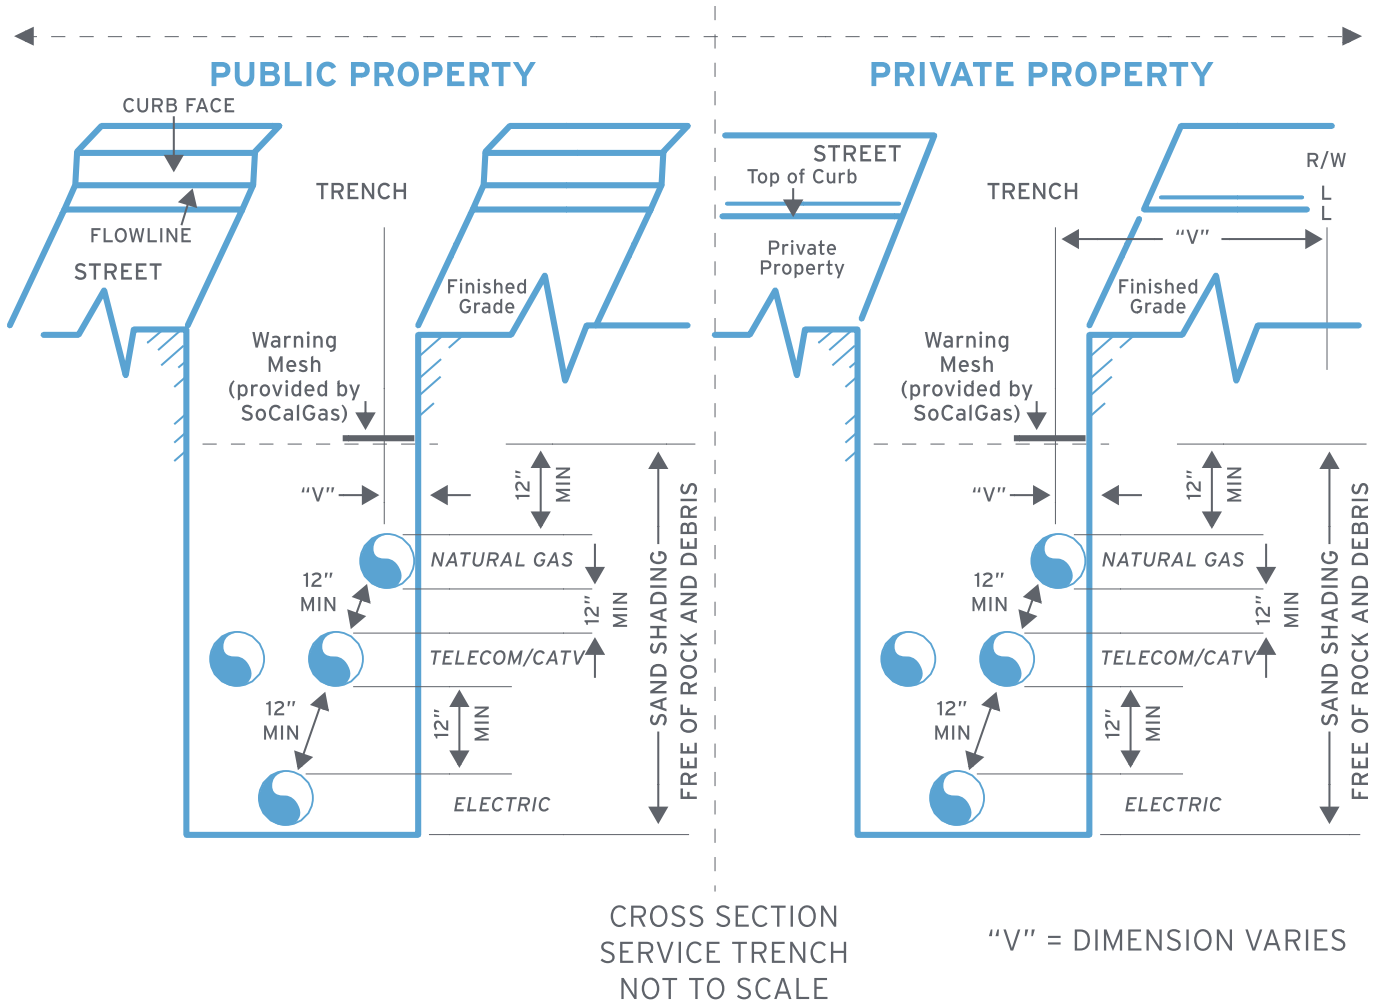 PUBLIC PROPERTY
CURB FACE
TRENCH
FLOWLINE
STREET
Finished
Grade
Warning
Mesh
(provided by
SoCalGas)
12"
MIN
“V”
NATURAL GAS
12"
MIN
12"
MIN
TELECOM/CATV
12"
MIN
12"
MIN
ELECTRIC
SAND SHADING
FREE OF ROCK AND DEBRIS
PRIVATE PROPERTY
STREET
Top of Curb
TRENCH
R/W
L
L
“V”
Private
Property
Finished
Grade
Warning
Mesh
(provided by
SoCalGas)
12"
MIN
“V”
NATURAL GAS
12"
MIN
12"
MIN
TELECOM/CATV
12"
MIN
12"
MIN
ELECTRIC
SAND SHADING
FREE OF ROCK AND DEBRIS
CROSS SECTION
SERVICE TRENCH
NOT TO SCALE
“V” = DIMENSION VARIES